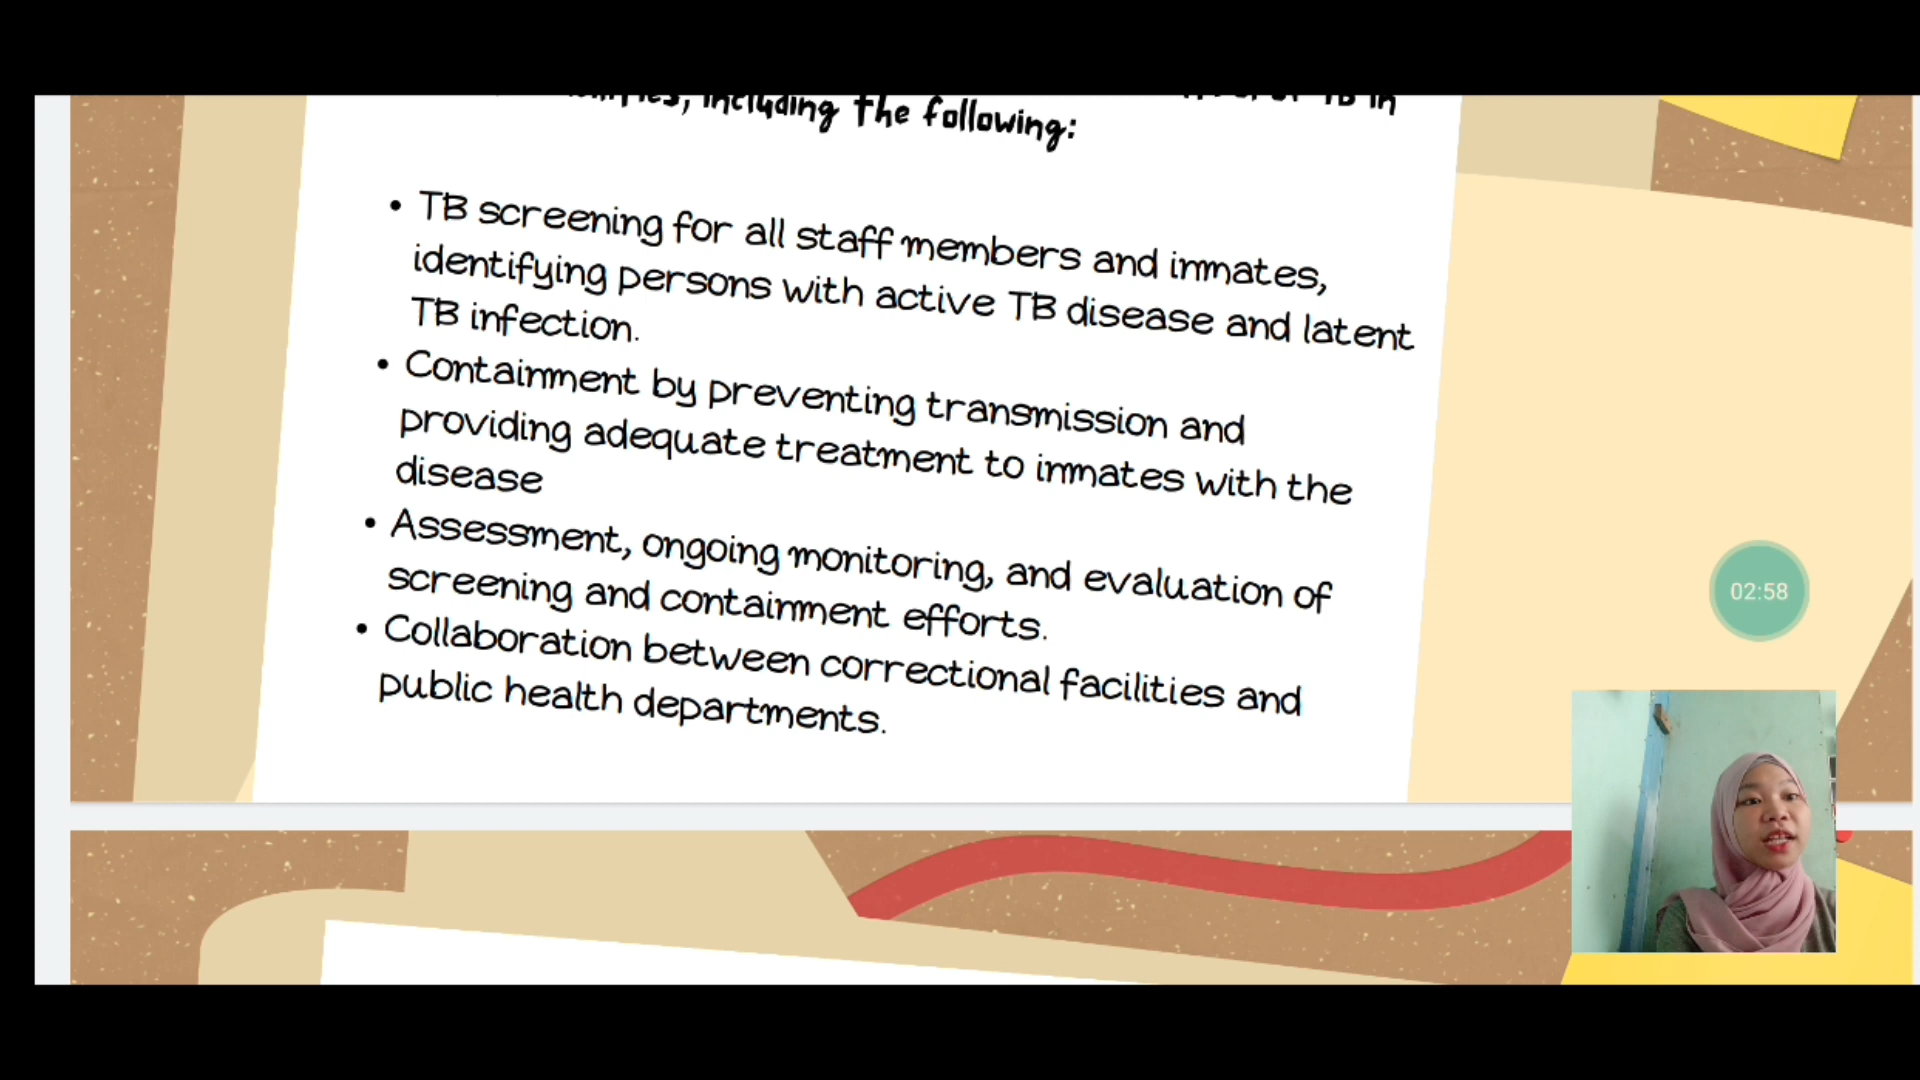 including the following:
TB in
• TB screening for all staff members and inmates,
identifying persons with active TB disease and latent
TB infection.
• Containment by preventing transmission and
providing adequate treatment to inmates with the
disease
• Assessment, ongoing monitoring, and evaluation of
screening and containment efforts.
• Collaboration between correctional facilities and
public health departments.
02:58